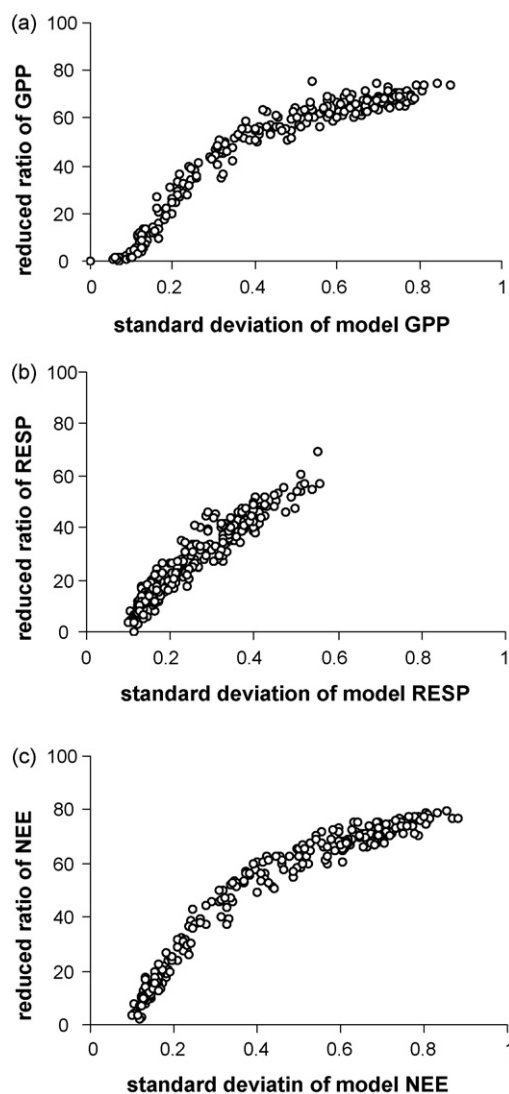 (a)
reduced ratio of GPP
100
80
60
40
20
0
0 0.2 0.4 0.6 0.8 1
standard deviation of model GPP
(b)
reduced ratio of RESP
100
80
60
40
20
0
0 0.2 0.4 0.6 0.8 1
standard deviation of model RESP
(c)
reduced ratio of NEE
100
80
60
40
20
0
0 0.2 0.4 0.6 0.8 1
standard deviatin of model NEE